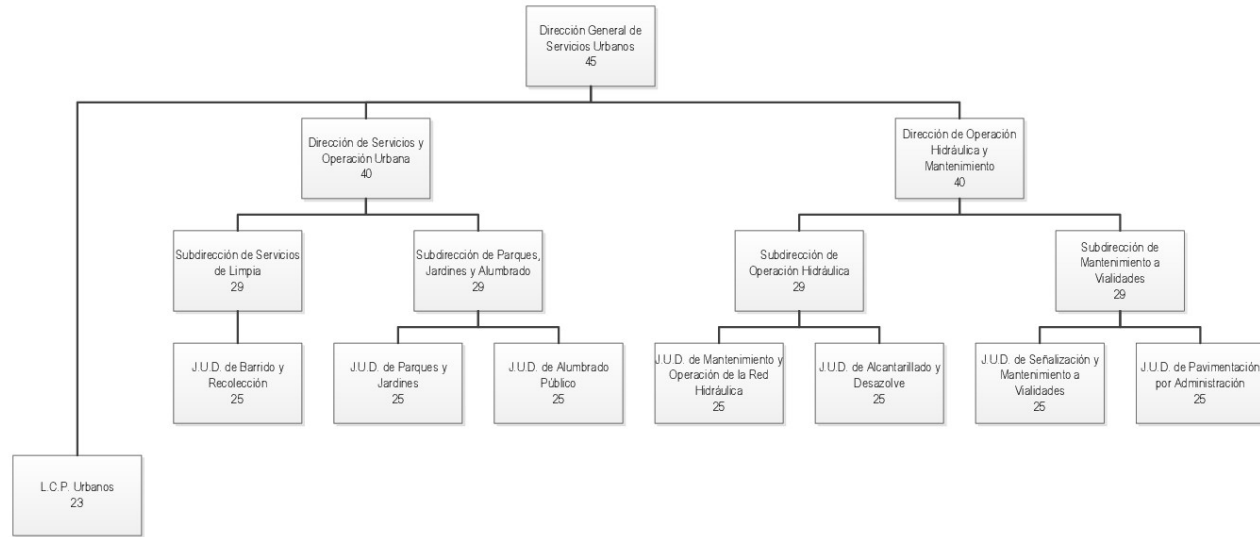 Dirección General de
Servicios Urbanos
45
Dirección de Servicios y
Operación Urbana
40
Dirección de Operación
Hidráulica y
Mantenimiento
40
Subdirección de Servicios
de Limpia
29
Subdirección de Parques,
Jardines y Alumbrado
29
Subdirección de
Operación Hidráulica
29
Subdirección de
Mantenimiento a
Vialidades
29
J.U.D. de Barrido y
Recolección
25
J.U.D. de Parques y
Jardines
25
J.U.D. de Alumbrado
Público
25
J.U.D. de Mantenimiento y
Operación de la Red
Hidráulica
25
J.U.D. de Alcantarillado y
Desazolve
25
J.U.D. de Señalización y
Mantenimiento a
Vialidades
25
J.U.D. de Pavimentación
por Administración
25
L.C.P. Urbanos
23